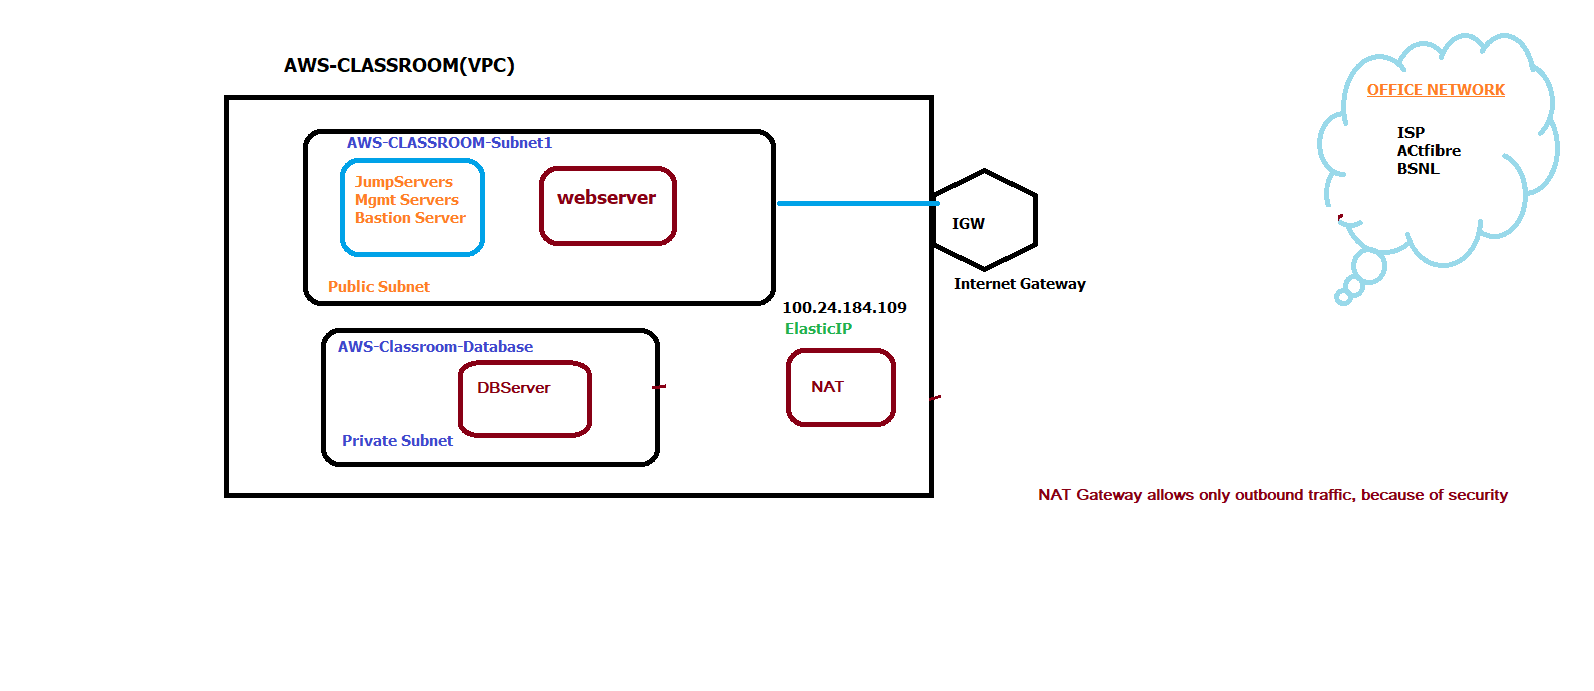 AWS-CLASSROOM(VPC)
OFFICE NETWORK
ISP
ACtfibre
BSNL
AWS-CLASSROOM-Subnet1
JumpServers
Mgmt Servers
Bastion Server
webserver
Public Subnet
IGW
Internet Gateway
100.24.184.109
ElasticIP
AWS-Classroom-Database
DBServer
Private Subnet
NAT
NAT Gateway allows only outbound traffic, because of security